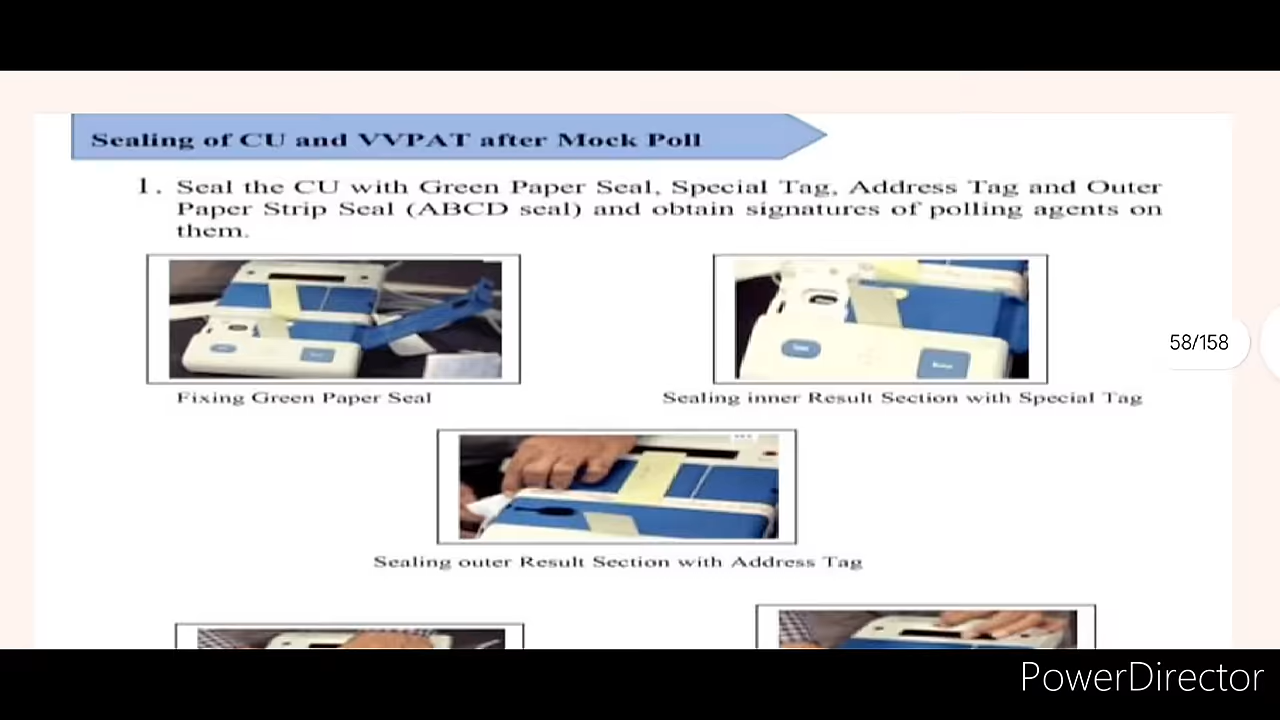 Sealing of CU and VVPAT after Mock Poll
1. Seal the CU with Green Paper Seal, Special Tag, Address Tag and Outer
Paper Strip Seal (ABCD seal) and obtain signatures of polling agents on
them.
58/158
Fixing Green Paper Seal
Sealing inner Result Section with Special Tag
Sealing outer Result Section with Address Tag
PowerDirector